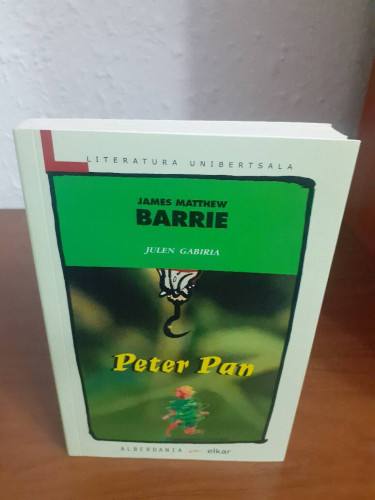 LITERATURA UNIBERTSALA
JAMES MATTHEW
BARRIE
JULEN GABIRIA
Peter Pan
ALBERDANIA elkar